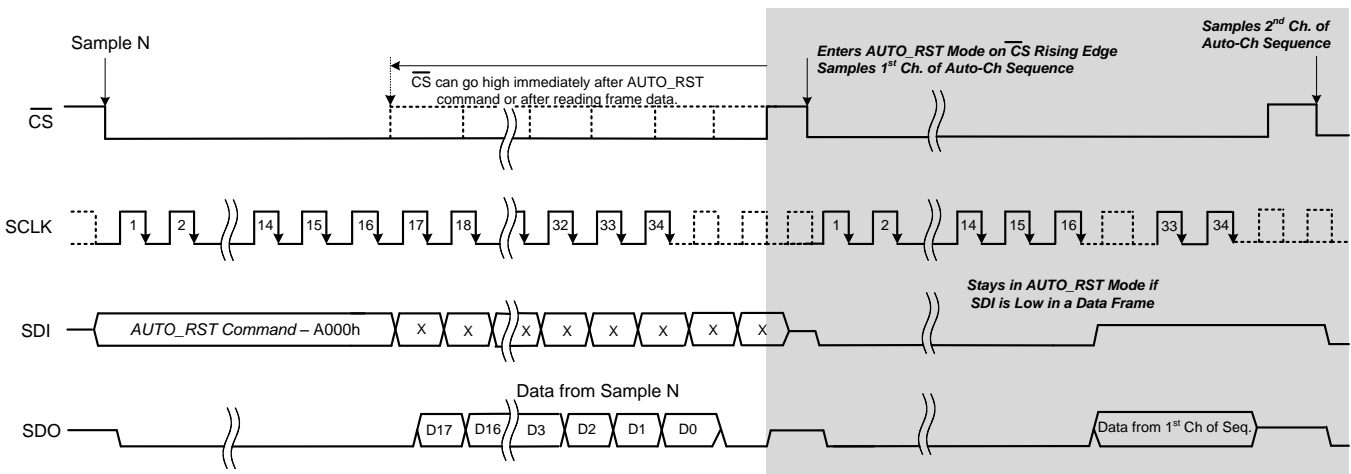 Sample N
Enters AUTO_RST Mode on CS Rising Edge
Samples 1st Ch. of Auto-Ch Sequence
Samples 2nd Ch. of
Auto-Ch Sequence
CS can go high immediately after AUTO_RST
command or after reading frame data.
CS
SCLK 1 2 14 15 16 17 18 32 33 34 1 2 14 15 16 33 34
Stays in AUTO_RST Mode if
SDI is Low in a Data Frame
SDI AUTO_RST Command – A000h X X X X X X X X
Data from Sample N
SDO D17 D16 D3 D2 D1 D0 Data from 1st Ch of Seq.